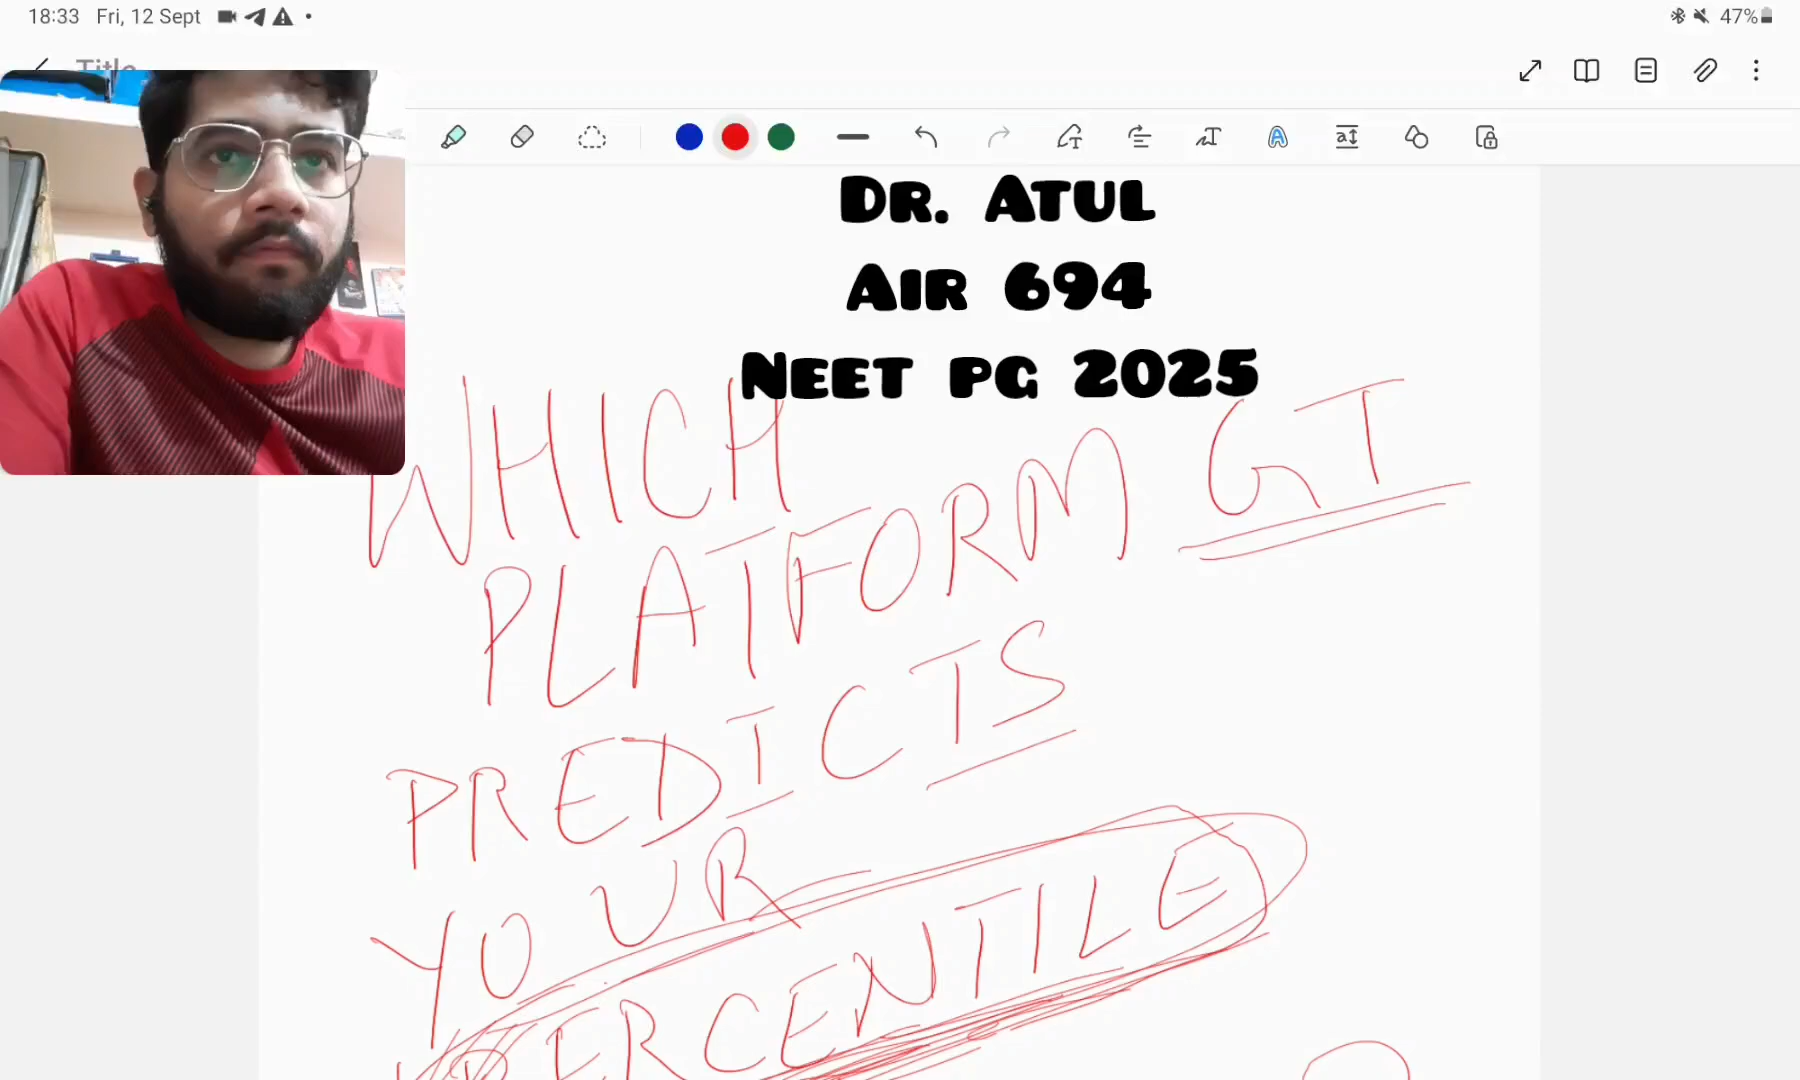 18:33 Fri, 12 Sept
47%
Title
DR. ATUL
AIR 694
NEET PG 2025
WHICH
PLATFORM GT
PREDICTS
YOUR
PERCENTILE